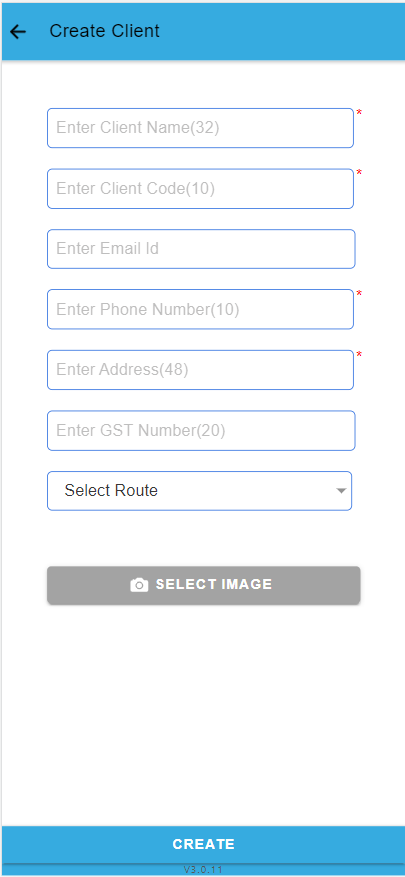 Create Client
Enter Client Name(32)
*
Enter Client Code(10)
*
Enter Email Id
Enter Phone Number(10)
*
Enter Address(48)
*
Enter GST Number(20)
Select Route
SELECT IMAGE
CREATE
V3.0.11